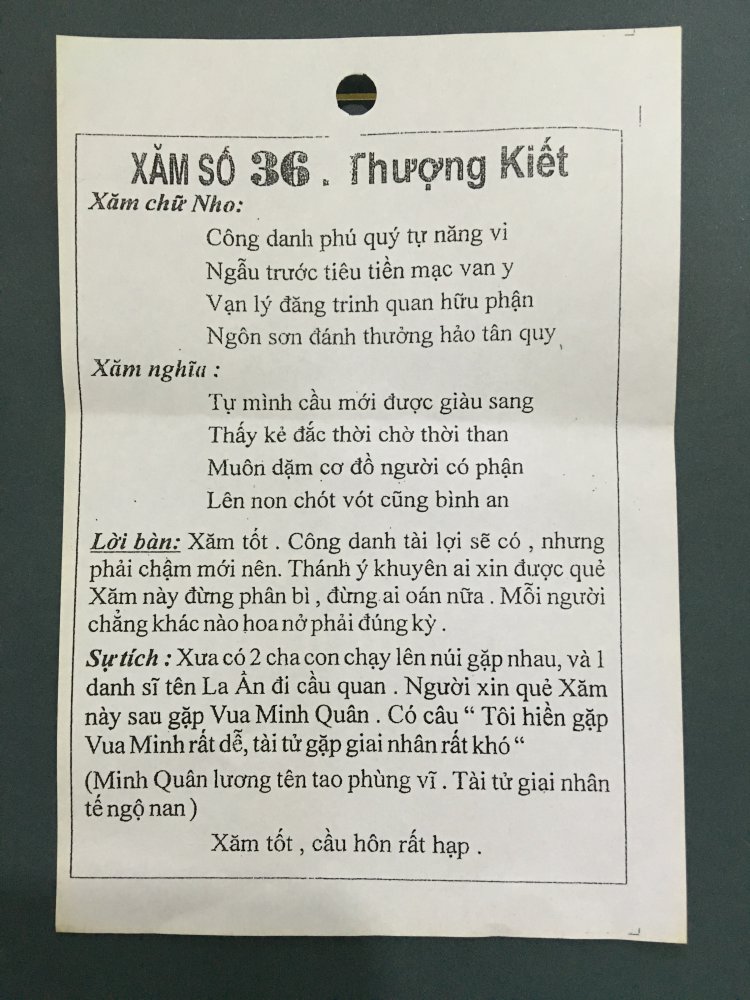 XĂM SỐ 36 . Thượng Kiết
Xăm chữ Nho:
Công danh phú quý tự năng vi
Ngẫu trước tiêu tiền mạc van y
Vạn lý đăng trinh quan hữu phận
Ngôn sơn đánh thưởng hảo tân quy
Xăm nghĩa :
Tự mình cầu mới được giàu sang
Thấy kẻ đắc thời chờ thời than
Muôn dặm cơ đồ người có phận
Lên non chót vót cũng bình an
Lời bàn: Xăm tốt . Công danh tài lợi sẽ có , nhưng
phải chậm mới nên. Thánh ý khuyên ai xin được quẻ
Xăm này đừng phân bì , đừng ai oán nữa . Mỗi người
chẳng khác nào hoa nở phải đúng kỳ .
Sự tích : Xưa có 2 cha con chạy lên núi gặp nhau, và 1
danh sĩ tên La Ẩn đi cầu quan . Người xin quẻ Xăm
này sau gặp Vua Minh Quân . Có câu “ Tôi hiền gặp
Vua Minh rất dễ, tài tử gặp giai nhân rất khó “
(Minh Quân lương tên tao phùng vĩ . Tài tử giai nhân
tế ngộ nan )
Xăm tốt , cầu hôn rất hạp .